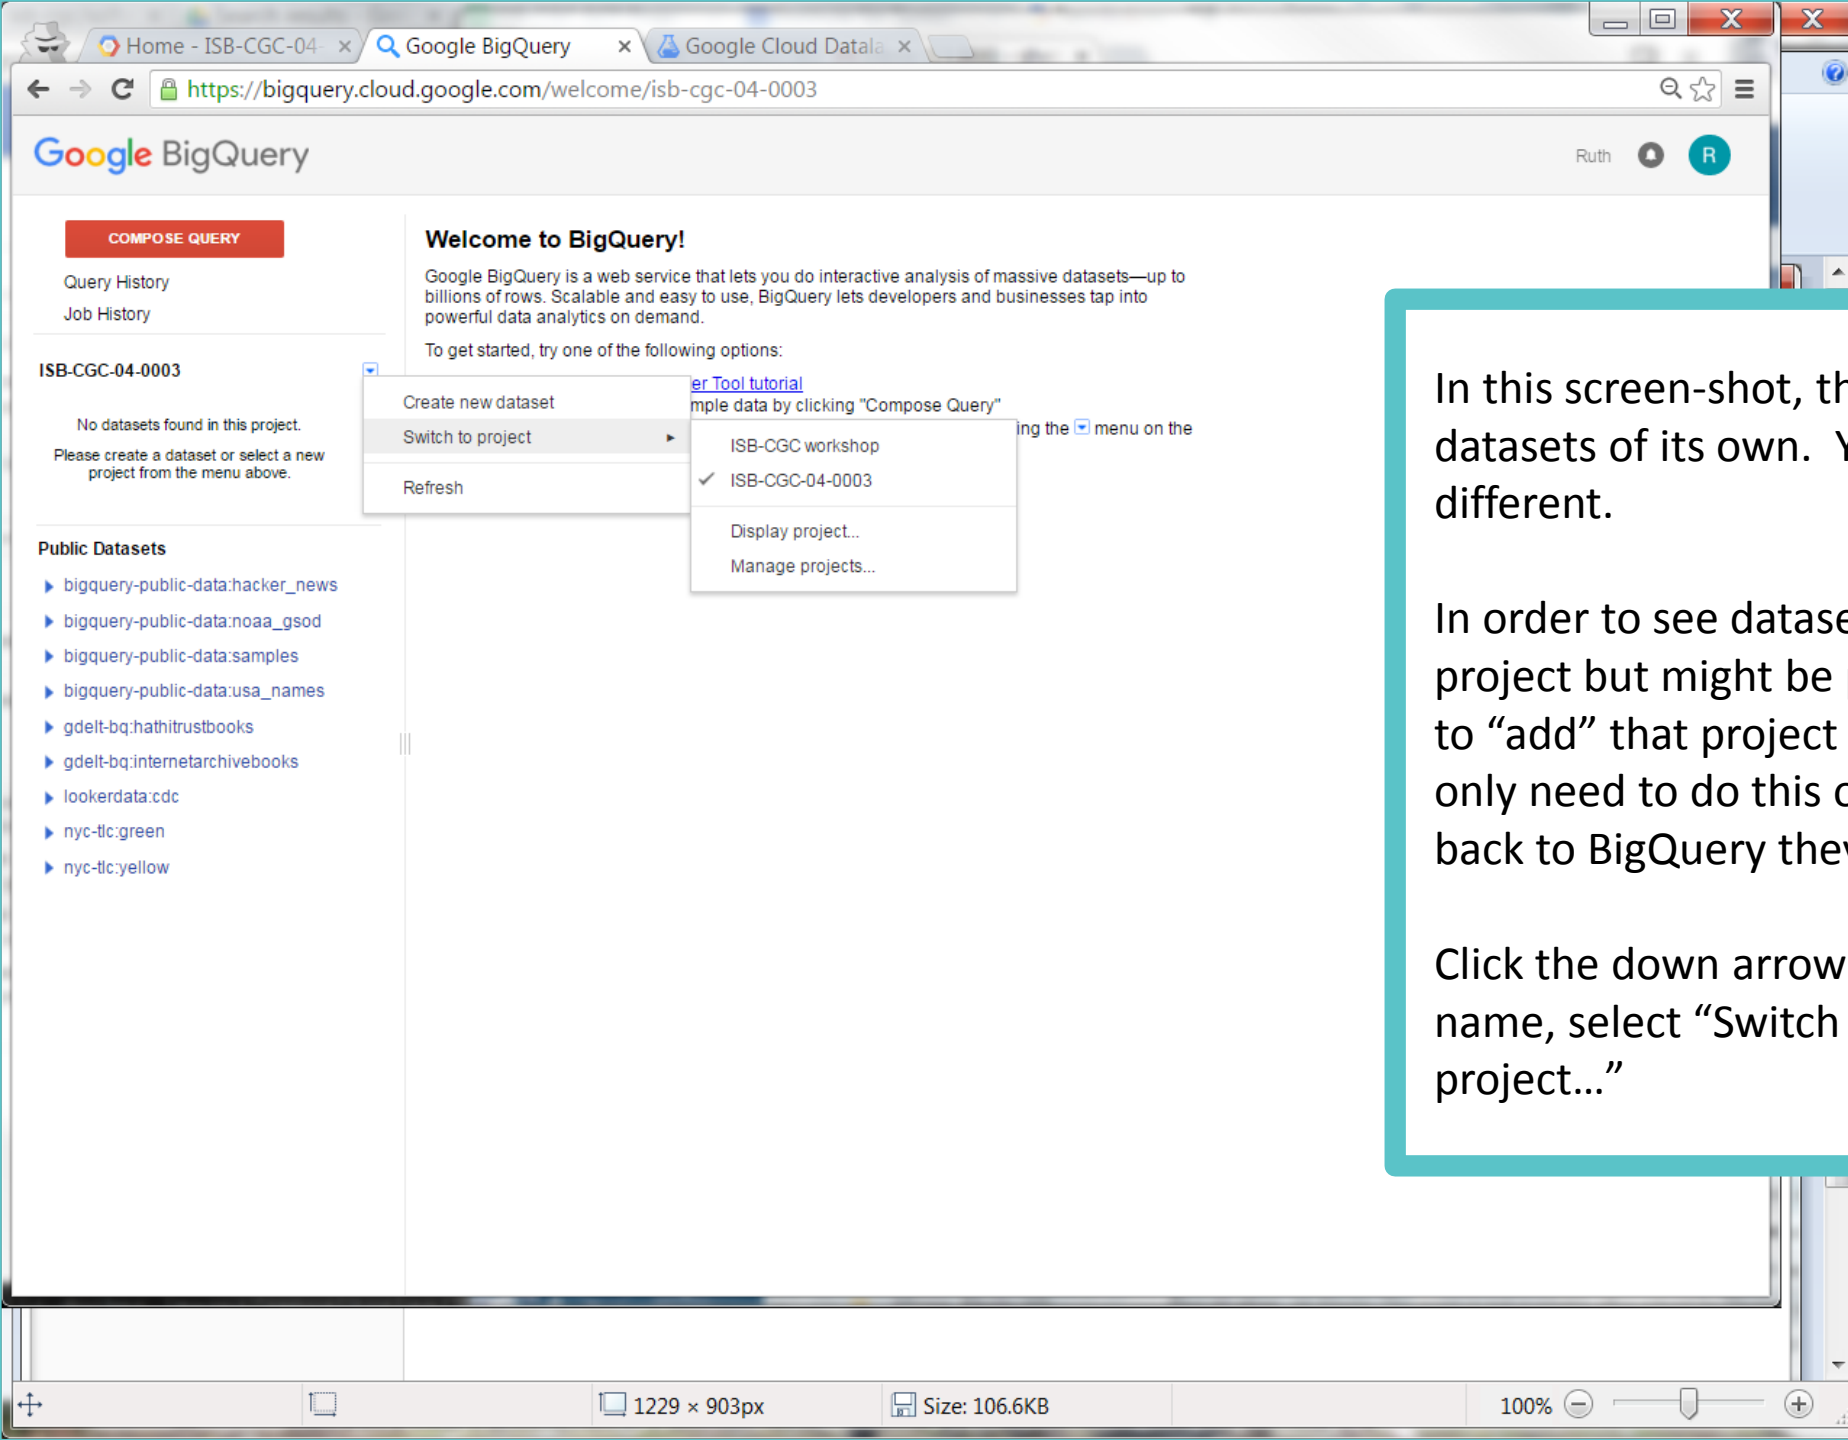 Home - ISB-CGC-04-
Google BigQuery
Google Cloud Datala
https://bigquery.cloud.google.com/welcome/isb-cgc-04-0003
Google BigQuery
Ruth
R
COMPOSE QUERY
Query History
Job History
ISB-CGC-04-0003
No datasets found in this project.
Please create a dataset or select a new
project from the menu above.
Public Datasets
bigquery-public-data:hacker_news
bigquery-public-data:noaa_gsod
bigquery-public-data:samples
bigquery-public-data:usa_names
gdelt-bq:hathitrustbooks
gdelt-bq:internetarchivebooks
lookerdata:cdc
nyc-tlc:green
nyc-tlc:yellow
Welcome to BigQuery!
Google BigQuery is a web service that lets you do interactive analysis of massive datasets—up to
billions of rows. Scalable and easy to use, BigQuery lets developers and businesses tap into
powerful data analytics on demand.
To get started, try one of the following options:
er Tool tutorial
mple data by clicking "Compose Query"
ing the menu on the
Create new dataset
Switch to project
Refresh
ISB-CGC workshop
✓ ISB-CGC-04-0003
Display project...
Manage projects...
In this screen-shot, th
datasets of its own. Y
different.
In order to see datase
project but might be
to “add” that project
only need to do this o
back to BigQuery they
Click the down arrow
name, select “Switch
project…”
1229 × 903px
Size: 106.6KB
100%